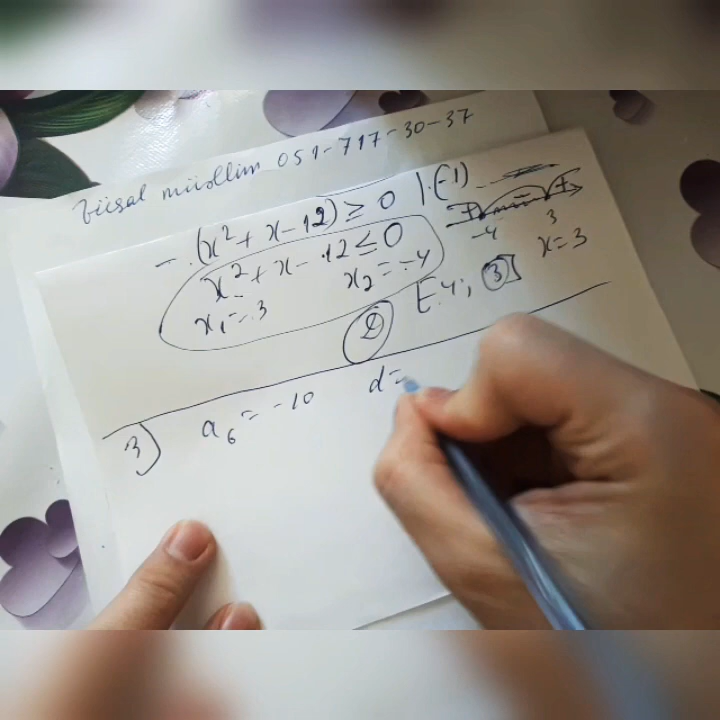 Vüsal müəllim 051-717-30-37
-(x² + x - 12) ≥ 0 | ·(-1)
x² + x - 12 ≤ 0
x₁ = 3 x₂ = -4
+ - +
-4 3
[-4; 3] x = 3
3) a₆ = -10 d =